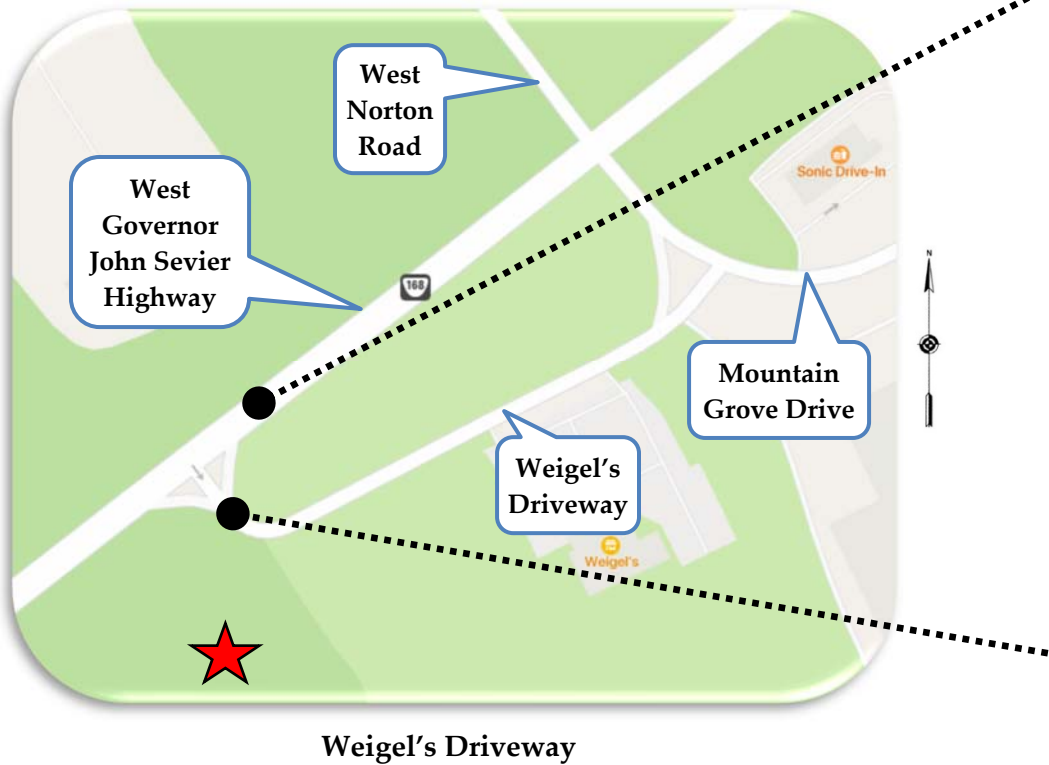 West
Norton
Road
Sonic Drive-In
West
Governor
John Sevier
Highway
168
N
Mountain
Grove Drive
Weigel's
Driveway
Weigel's
Weigel's Driveway